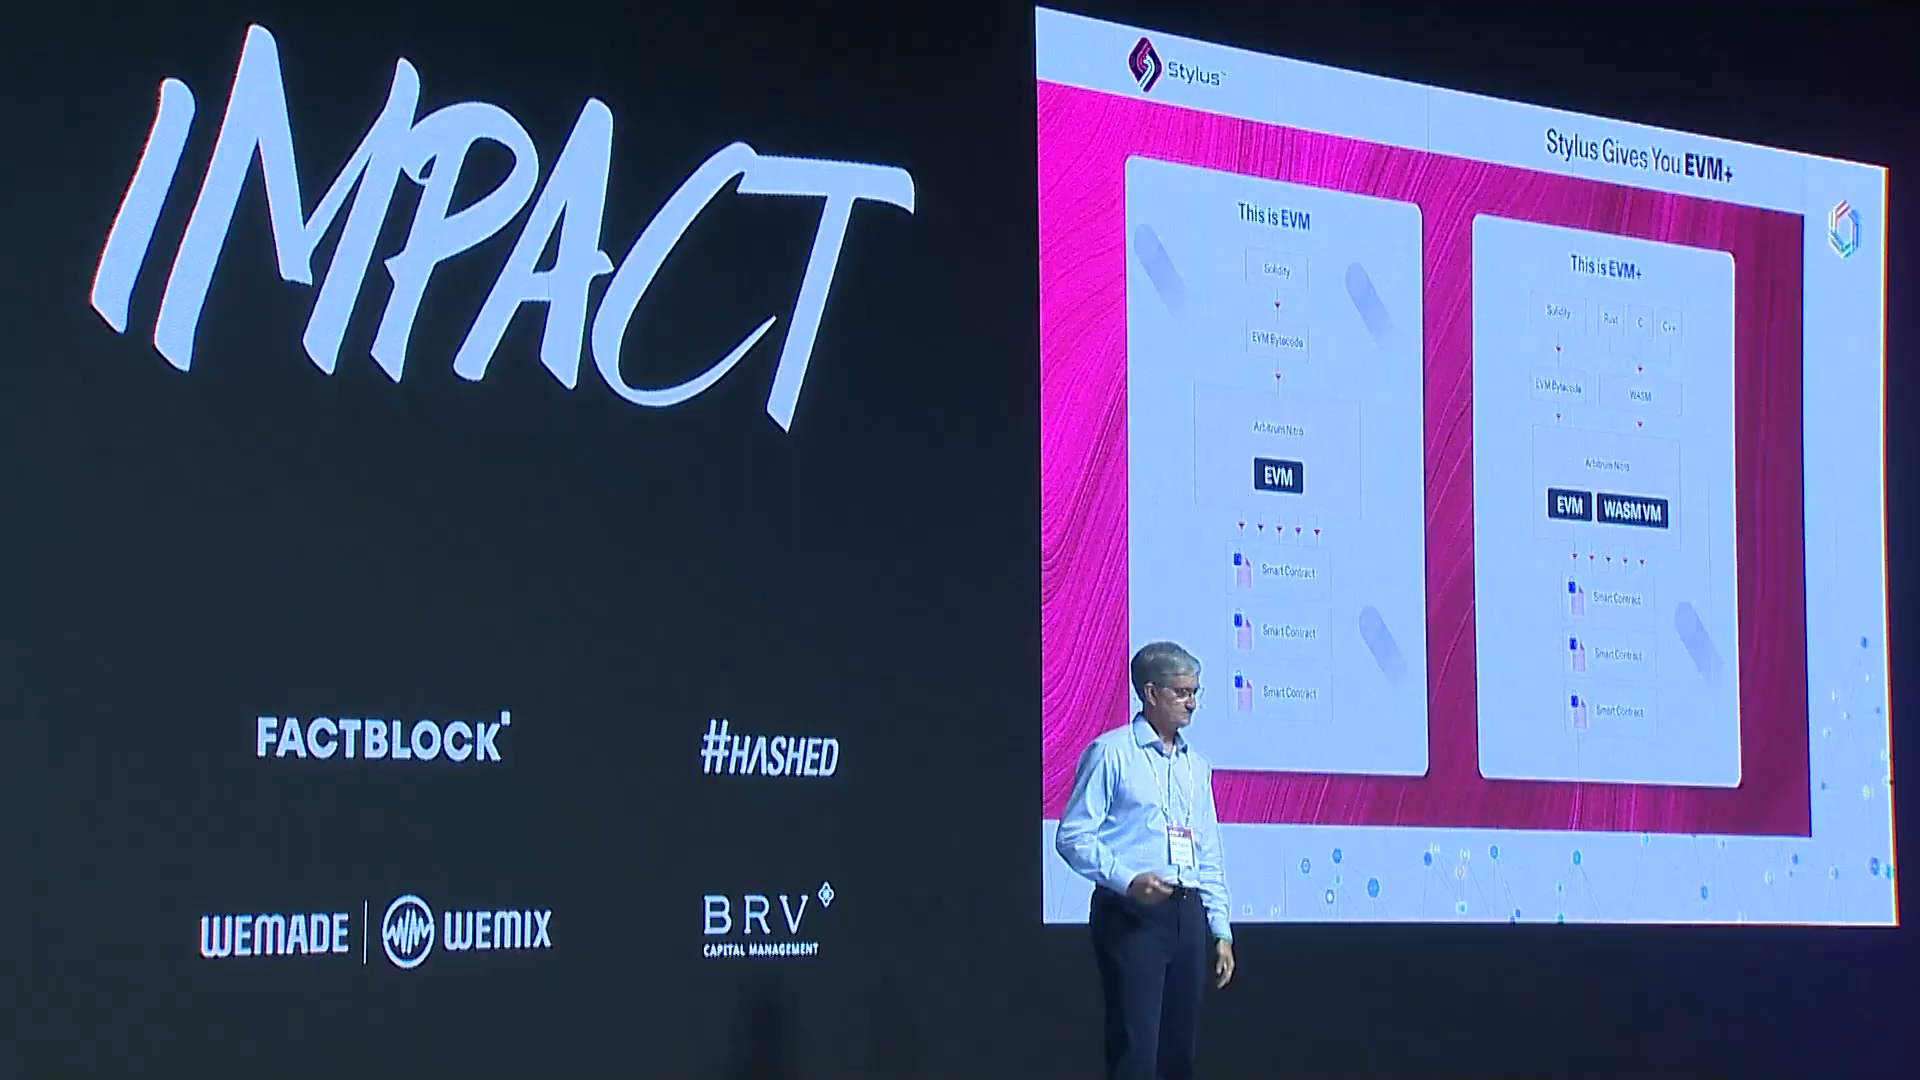 IMPACT
FACTBLOCK
#HASHED
WEMADE | WEMIX
BRV
CAPITAL MANAGEMENT
Stylus™
Stylus Gives You EVM+
This is EVM
Solidity
EVM Bytecode
Arbitrum Nitro
EVM
Smart Contract
Smart Contract
Smart Contract
This is EVM+
Solidity Rust C C++
EVM Bytecode WASM
Arbitrum Nitro
EVM WASM VM
Smart Contract
Smart Contract
Smart Contract